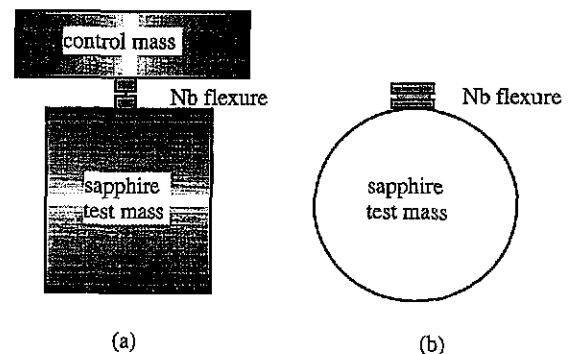 control mass
Nb flexure
sapphire
test mass
(a)
Nb flexure
sapphire
test mass
(b)